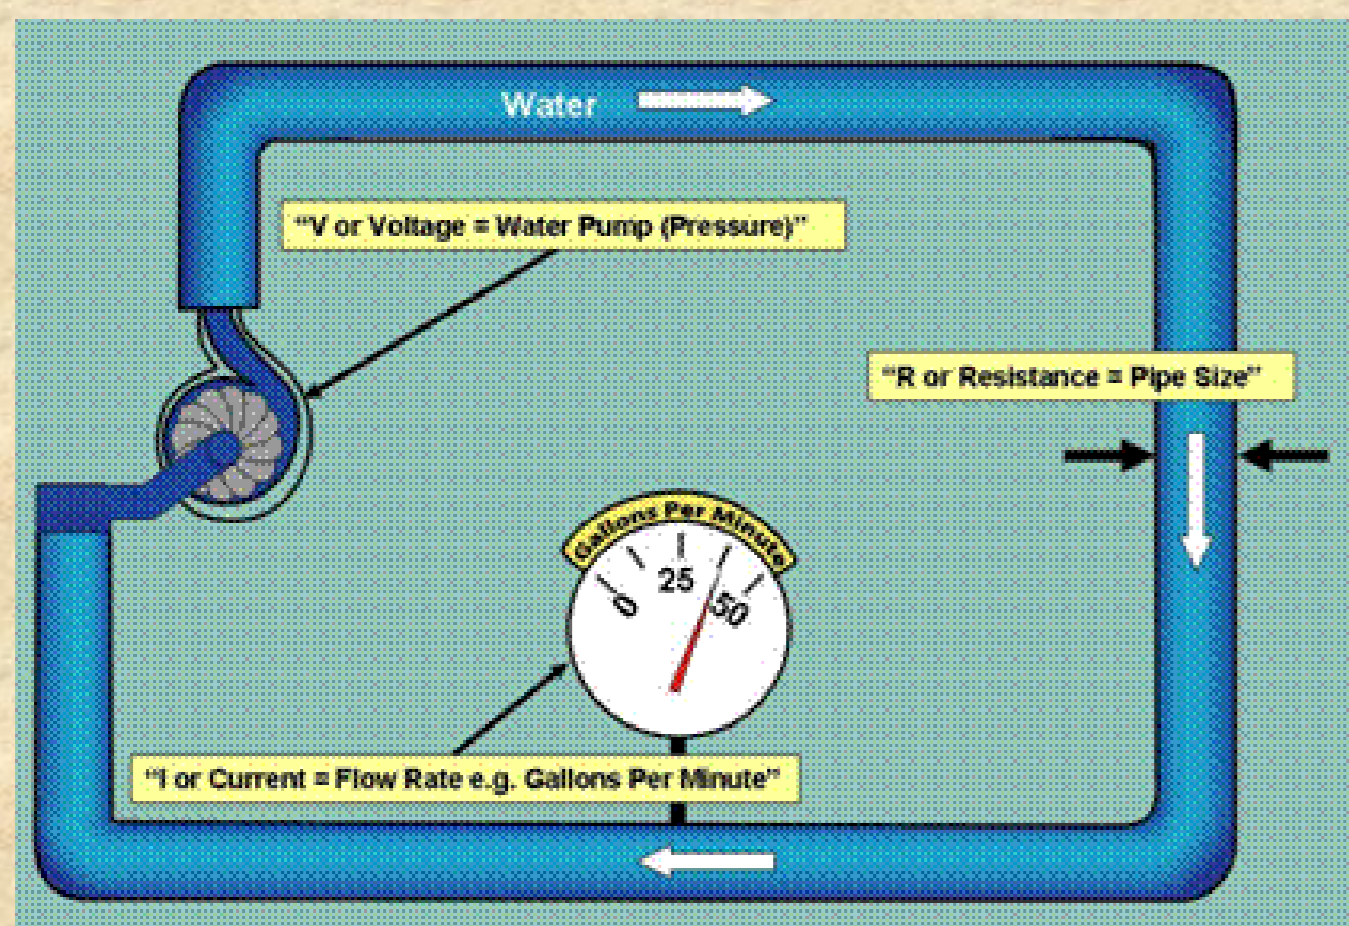 Water
“V or Voltage = Water Pump (Pressure)”
“R or Resistance = Pipe Size”
Gallons Per Minute
0
25
50
“I or Current = Flow Rate e.g. Gallons Per Minute”